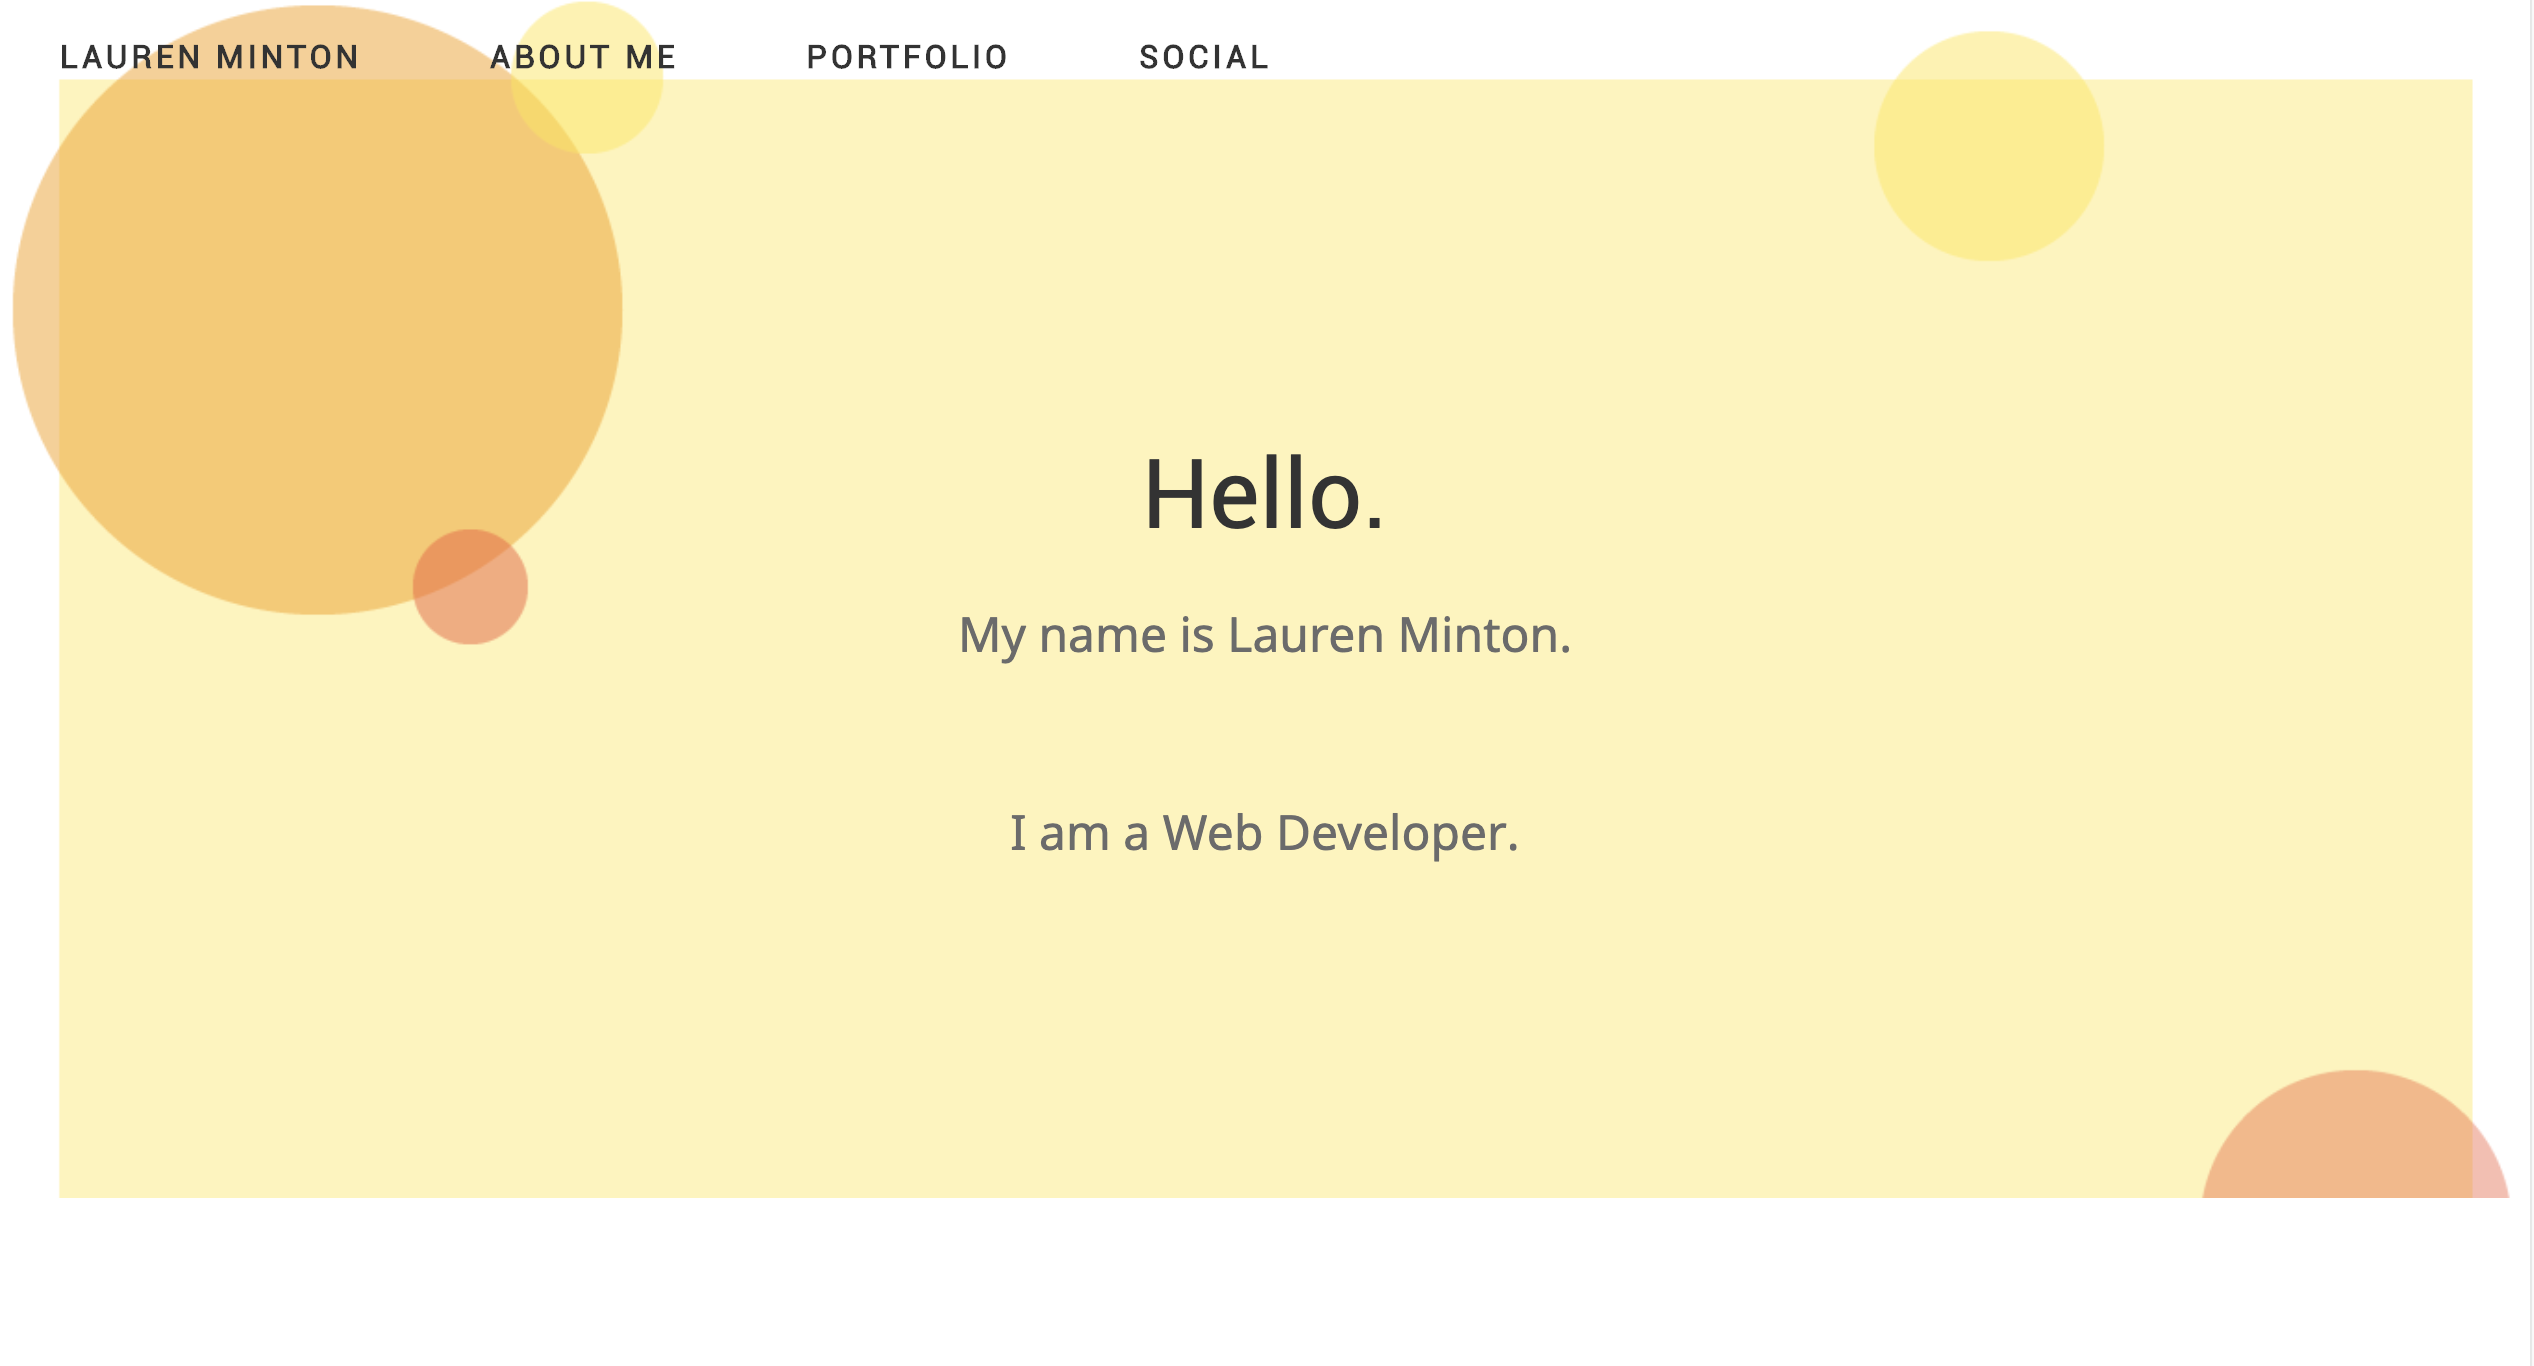 LAUREN MINTON ABOUT ME PORTFOLIO SOCIAL
Hello.
My name is Lauren Minton.
I am a Web Developer.